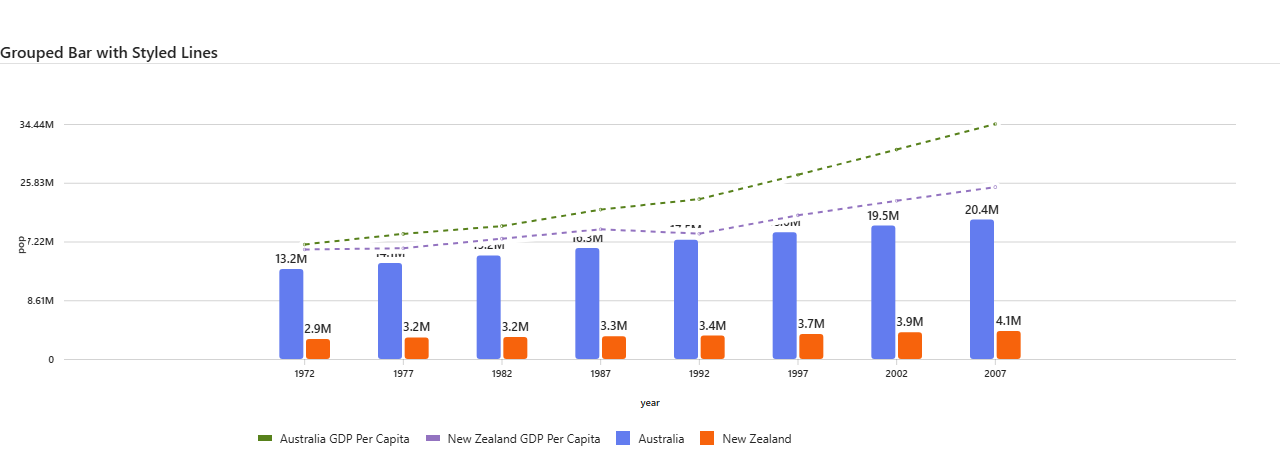 Grouped Bar with Styled Lines
34.44M
25.83M
7.22M
8.61M
0
pop
13.2M
16.3M
19.5M
20.4M
2.9M
3.2M
3.2M
3.3M
3.4M
3.7M
3.9M
4.1M
1972
1977
1982
1987
1992
1997
2002
2007
year
Australia GDP Per Capita
New Zealand GDP Per Capita
Australia
New Zealand